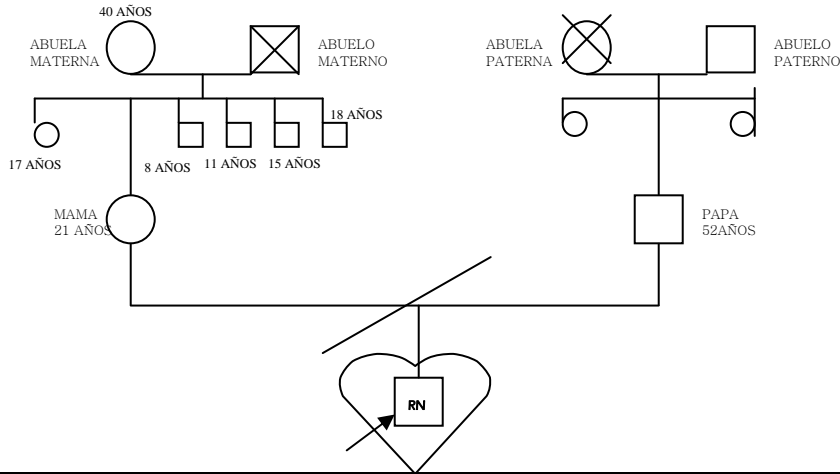 40 AÑOS
ABUELA
MATERNA
ABUELO
MATERNO
ABUELA
PATERNA
ABUELO
PATERNO
18 AÑOS
17 AÑOS
8 AÑOS
11 AÑOS
15 AÑOS
MAMA
21 AÑOS
PAPA
52AÑOS
RN